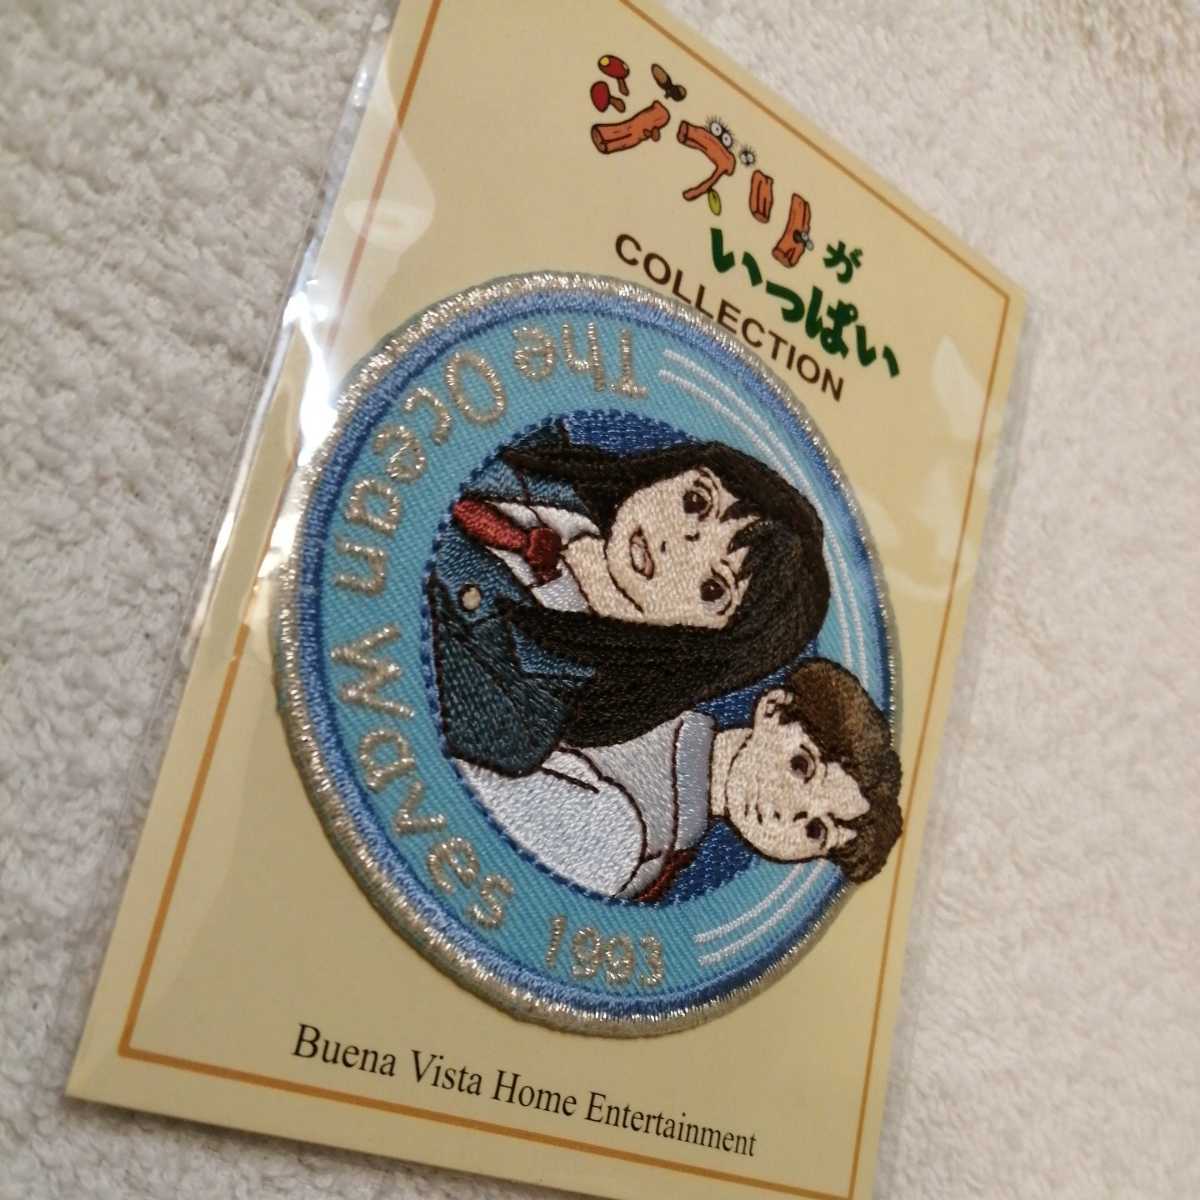 ジブリが
いっぱい
COLLECTION
The Ocean Waves 1993
Buena Vista Home Entertainment